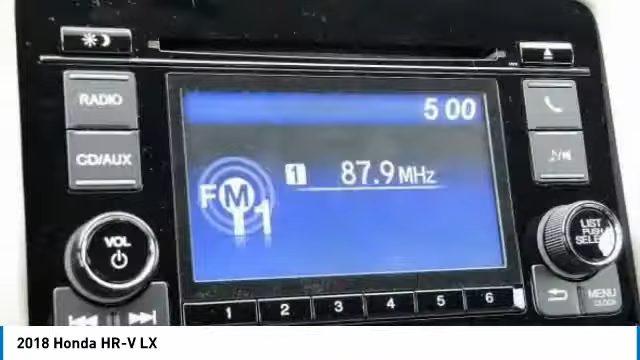 RADIO
CD/AUX
VOL
5 00
1
87.9 MHz
FM
1
LIST
PUSH
SELECT
MENU
CLOCK
1 2 3 4 5 6
2018 Honda HR-V LX